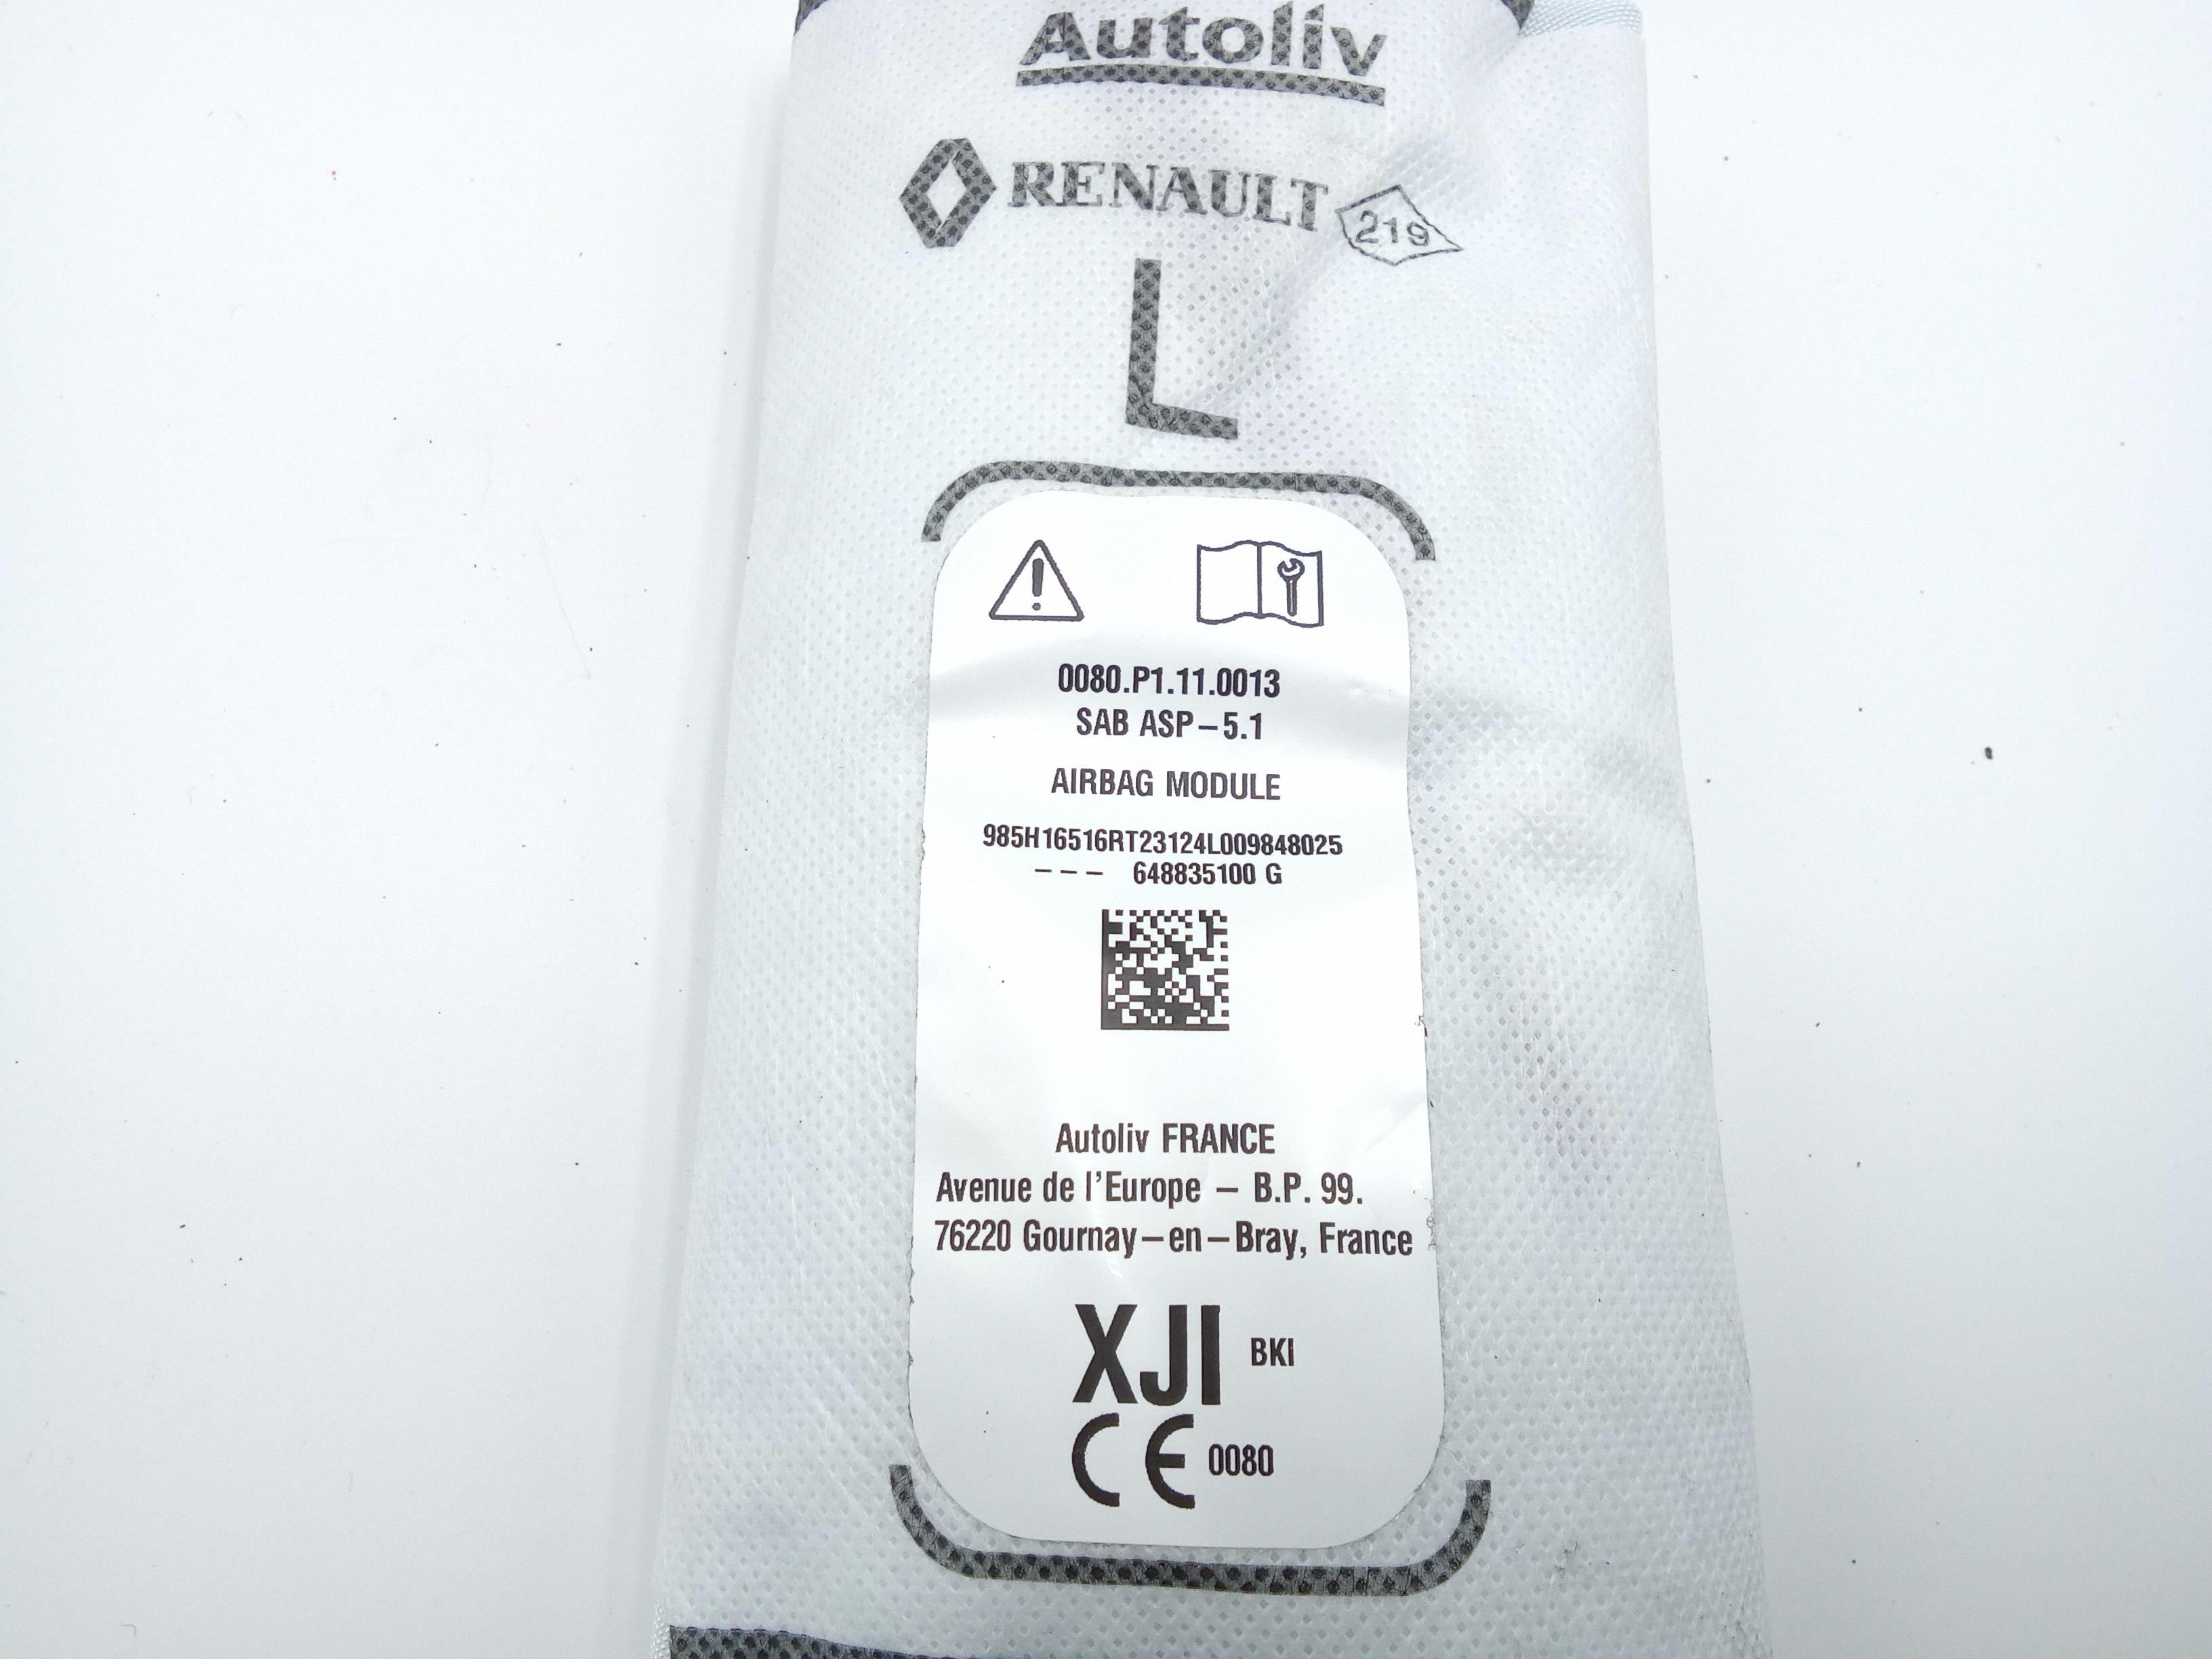 Autoliv
RENAULT 219
L
0080.P1.11.0013
SAB ASP–5.1
AIRBAG MODULE
985H16516RT23124L009848025
––– 648835100 G
Autoliv FRANCE
Avenue de l'Europe – B.P. 99.
76220 Gournay–en–Bray, France
XJI BKI
CE 0080